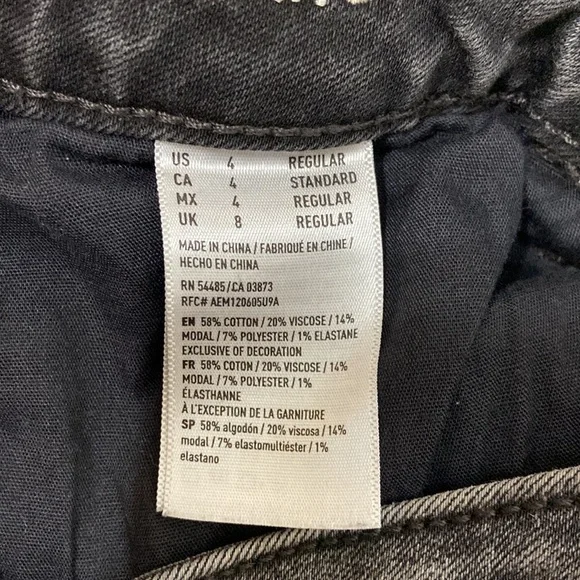 US 4 REGULAR
CA 4 STANDARD
MX 4 REGULAR
UK 8 REGULAR
MADE IN CHINA / FABRIQUÉ EN CHINE /
HECHO EN CHINA
RN 54485 / CA 03873
RFC# AEM120605U9A
EN 58% COTTON / 20% VISCOSE / 14%
MODAL / 7% POLYESTER / 1% ELASTANE
EXCLUSIVE OF DECORATION
FR 58% COTON / 20% VISCOSE / 14%
MODAL / 7% POLYESTER / 1%
ÉLASTHANNE
À L'EXCEPTION DE LA GARNITURE
SP 58% algodón / 20% viscosa / 14%
modal / 7% elastomultiéster / 1%
elastano